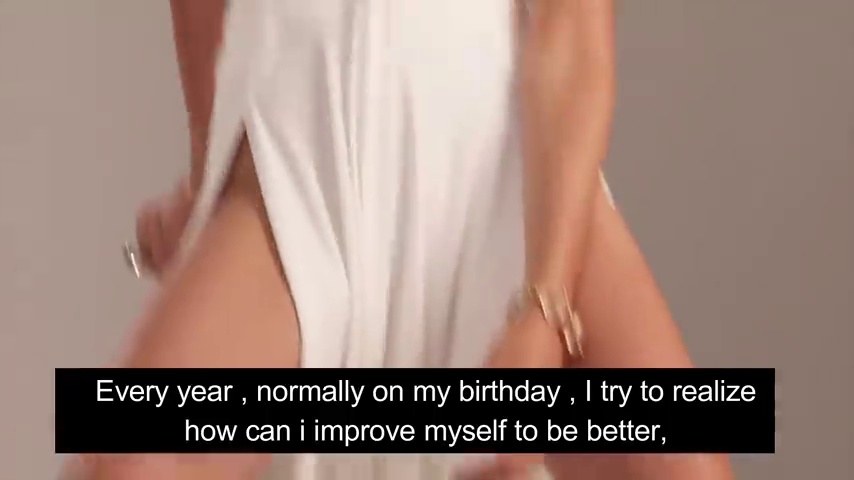 Every year , normally on my birthday , I try to realize
how can i improve myself to be better,